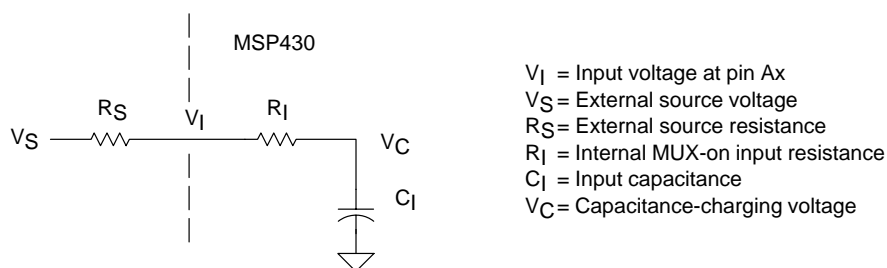 MSP430
RS
VI
RI
VS
VC
CI
VI = Input voltage at pin Ax
VS = External source voltage
RS = External source resistance
RI = Internal MUX-on input resistance
CI = Input capacitance
VC = Capacitance-charging voltage